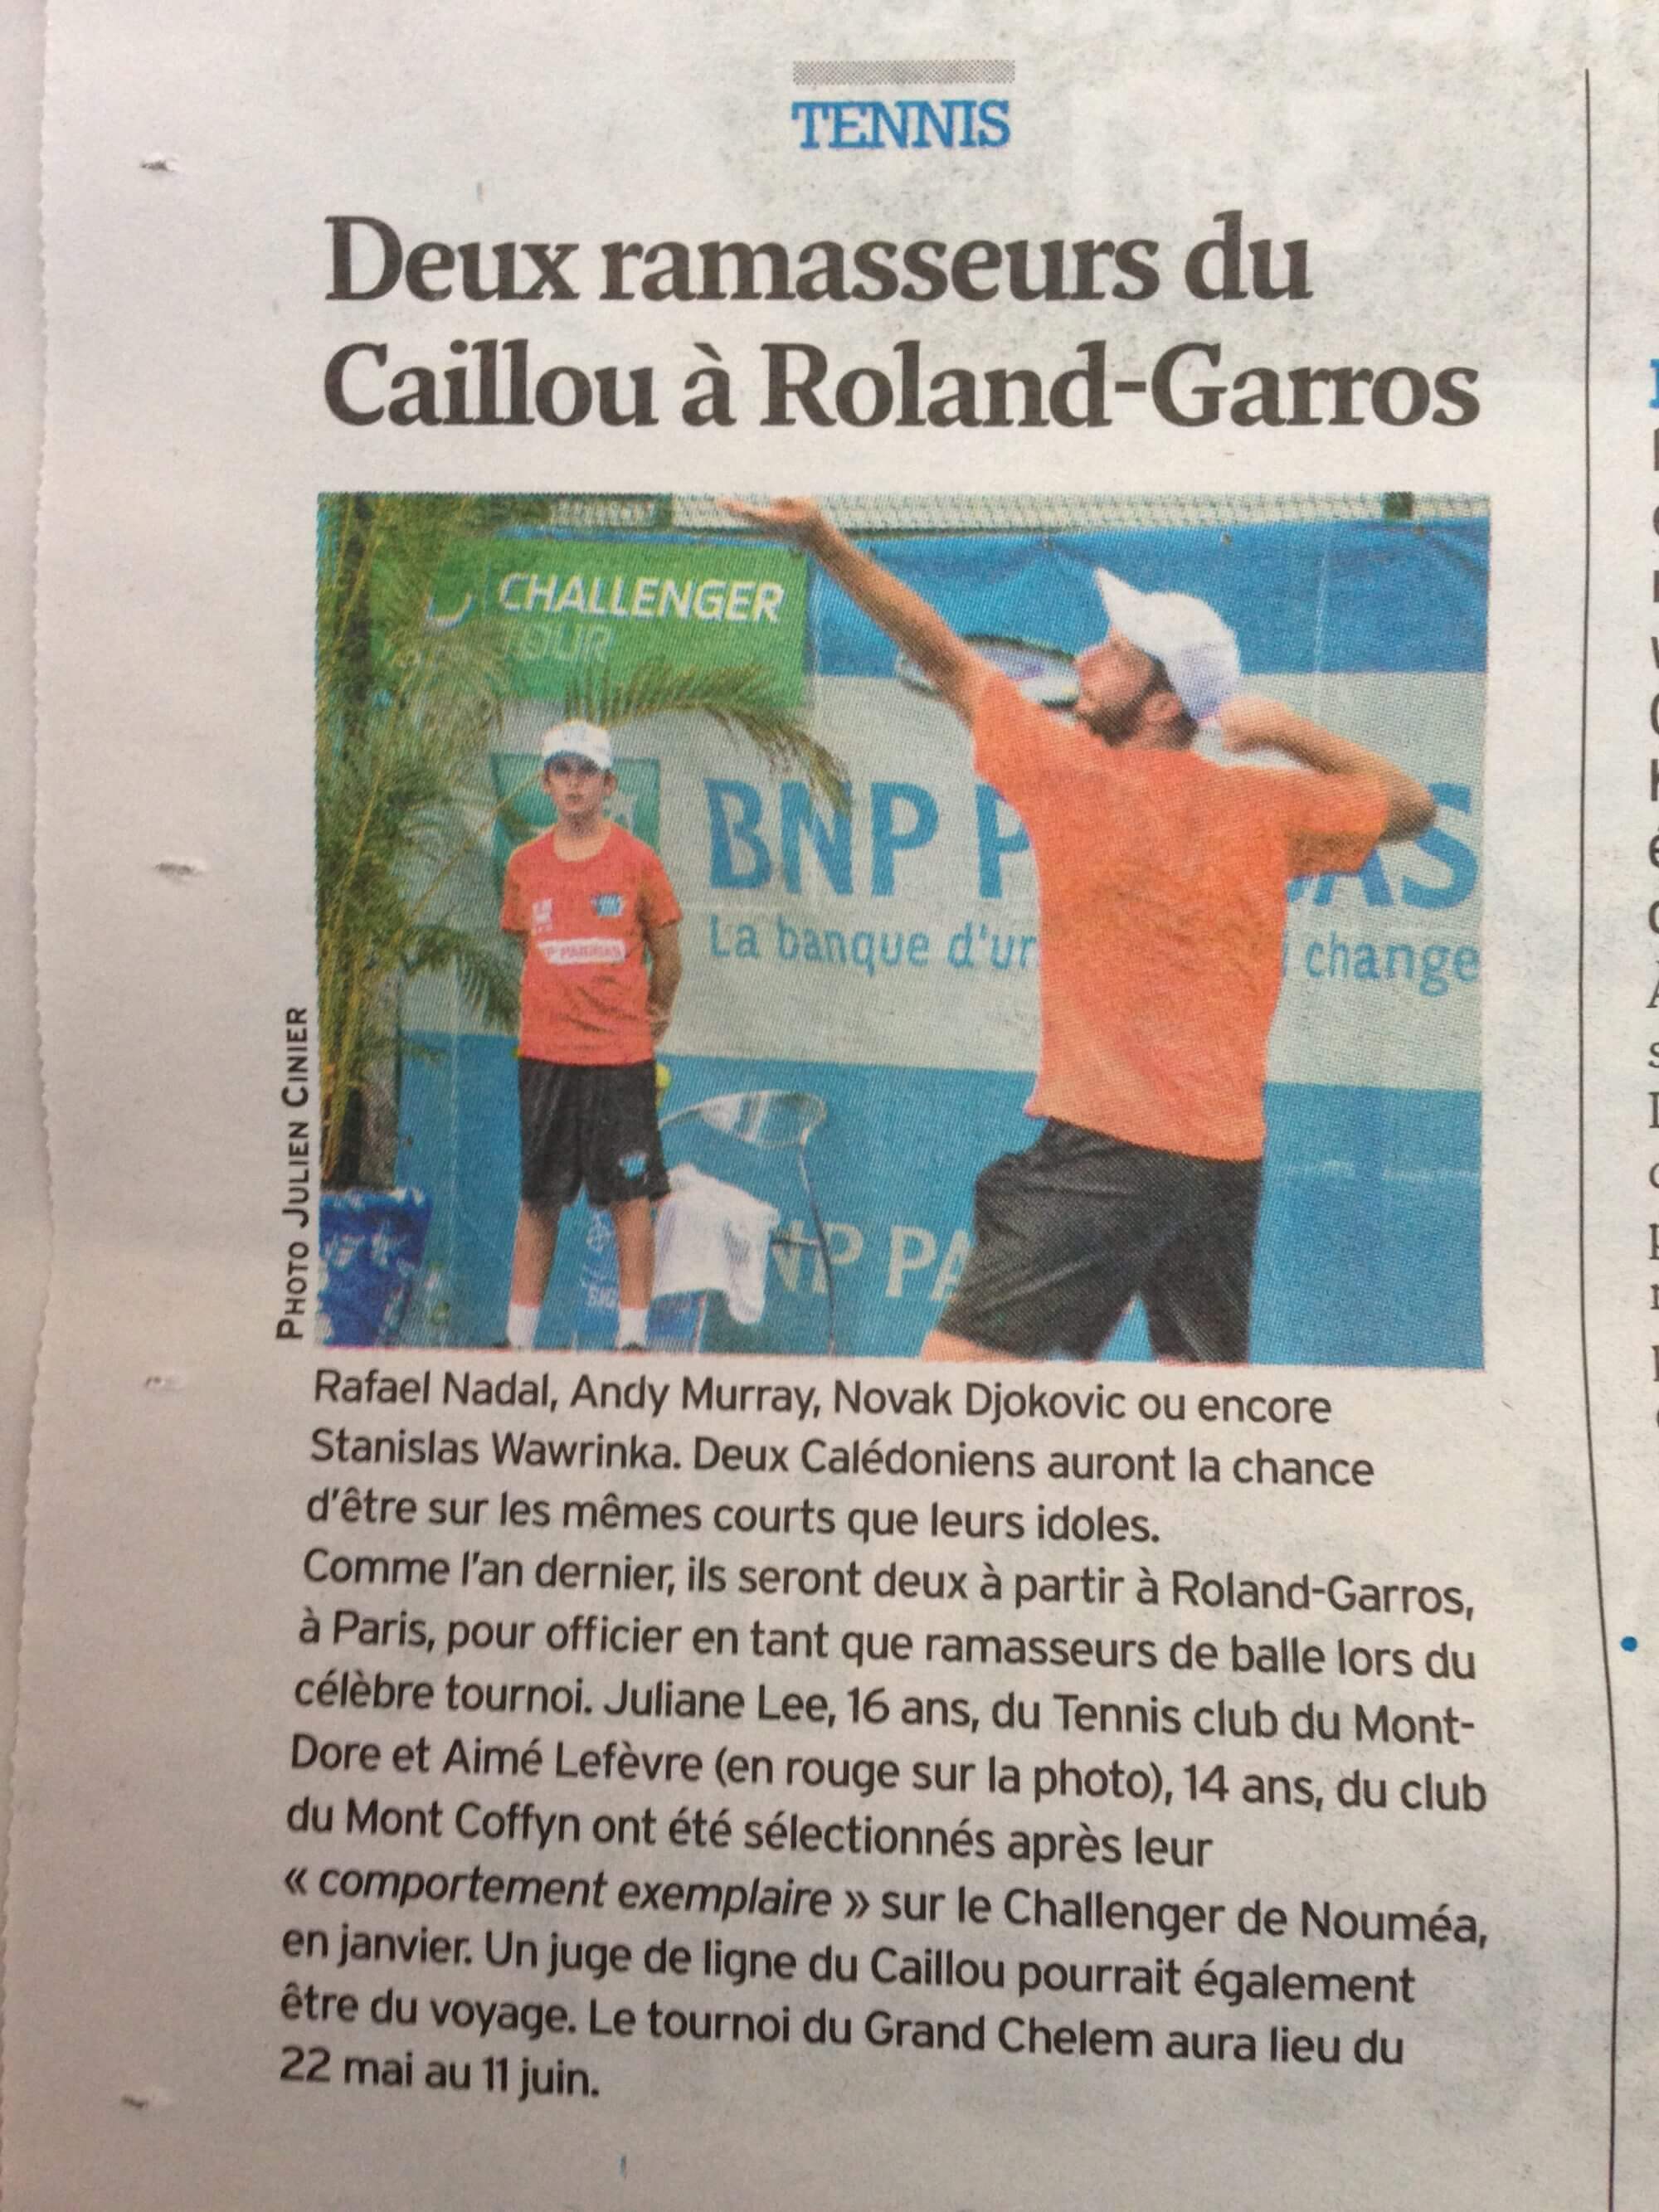 TENNIS
Deux ramasseurs du
Caillou à Roland-Garros
CHALLENGER
TOUR
BNP P AS
La banque d'un change
NP PA
PHOTO JULIEN CINIER
Rafael Nadal, Andy Murray, Novak Djokovic ou encore
Stanislas Wawrinka. Deux Calédoniens auront la chance
d'être sur les mêmes courts que leurs idoles.
Comme l'an dernier, ils seront deux à partir à Roland-Garros,
à Paris, pour officier en tant que ramasseurs de balle lors du
célèbre tournoi. Juliane Lee, 16 ans, du Tennis club du Mont-
Dore et Aimé Lefèvre (en rouge sur la photo), 14 ans, du club
du Mont Coffyn ont été sélectionnés après leur
« comportement exemplaire » sur le Challenger de Nouméa,
en janvier. Un juge de ligne du Caillou pourrait également
être du voyage. Le tournoi du Grand Chelem aura lieu du
22 mai au 11 juin.